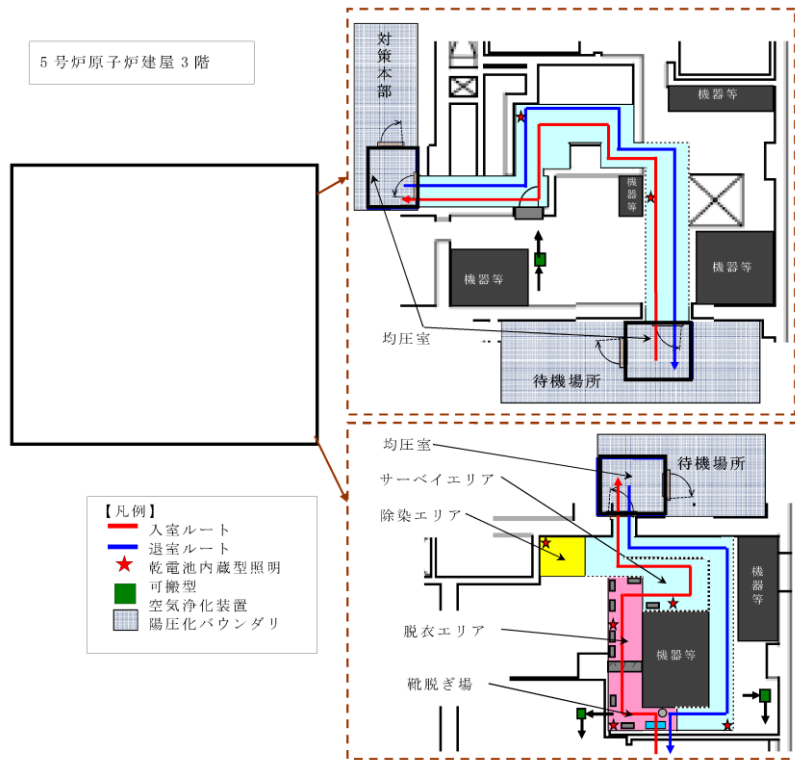 5号炉原子炉建屋3階
対策本部
機器等
機器等
機器等
機器等
均圧室
待機場所
均圧室
待機場所
サーベイエリア
除染エリア
機器等
脱衣エリア
機器等
靴脱ぎ場
【凡例】
入室ルート
退室ルート
乾電池内蔵型照明
可搬型
空気浄化装置
陽圧化バウンダリ